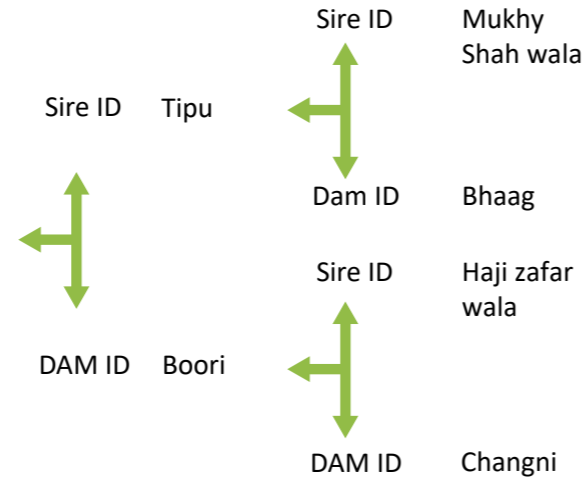 Sire ID Mukhy
Shah wala
Sire ID Tipu
Dam ID Bhaag
Sire ID Haji zafar
wala
DAM ID Boori
DAM ID Changni